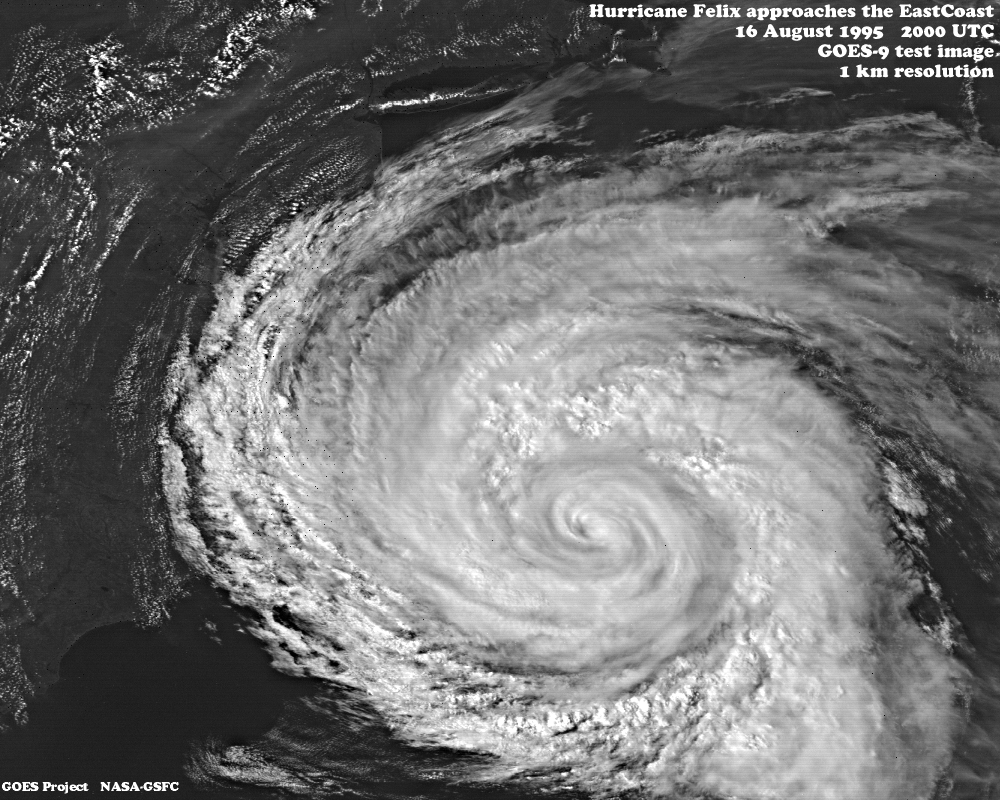 Hurricane Felix approaches the EastCoast
16 August 1995 2000 UTC
GOES-9 test image
1 km resolution
GOES Project NASA-GSFC